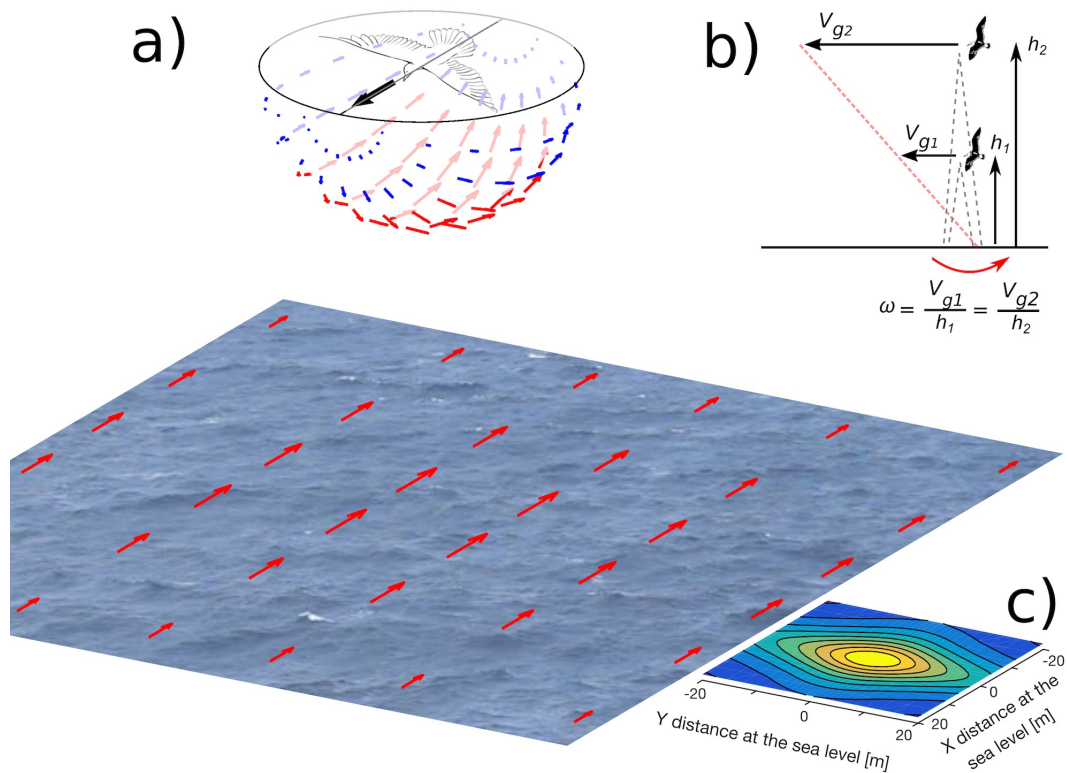 a)
b)
Vg2
h2
Vg1
h1
ω = Vg1/h1 = Vg2/h2
c)
-20
0
20
Y distance at the sea level [m]
-20
0
20
X distance at the
sea level [m]